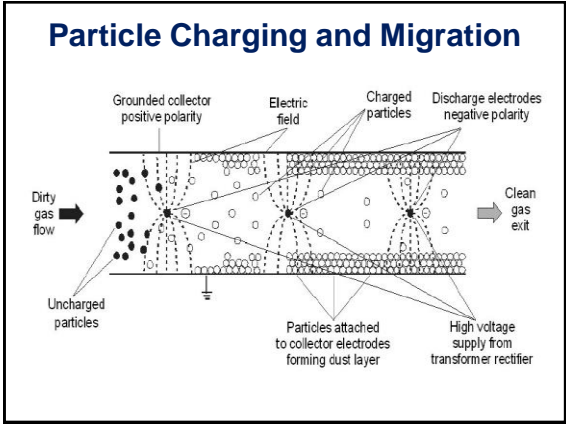 Particle Charging and Migration
Grounded collector
positive polarity
Electric
field
Charged
particles
Discharge electrodes
negative polarity
Dirty
gas
flow
Clean
gas
exit
Uncharged
particles
Particles attached
to collector electrodes
forming dust layer
High voltage
supply from
transformer rectifier